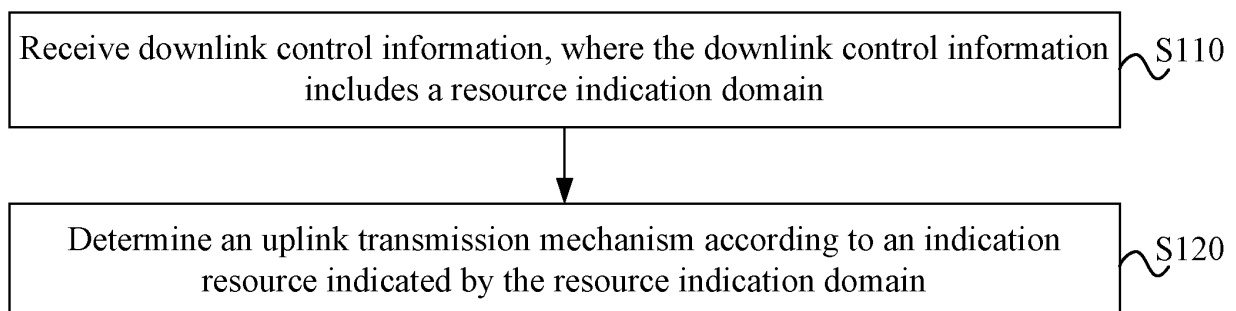 Receive downlink control information, where the downlink control information
includes a resource indication domain
S110
Determine an uplink transmission mechanism according to an indication
resource indicated by the resource indication domain
S120